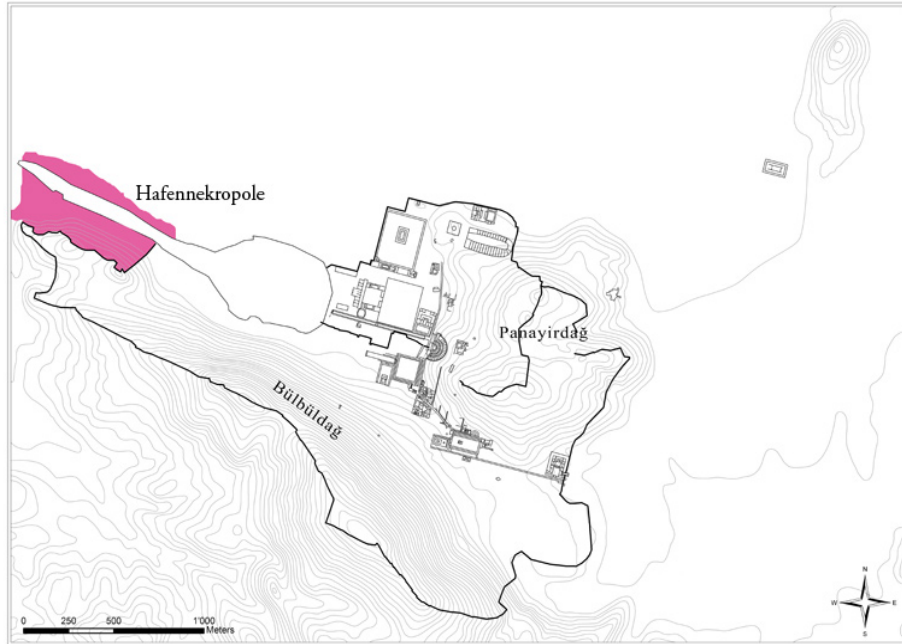 Hafennekropole
Panayirdağ
Bülbüldağ
N
W E
S
0 250 500 1'000
Meters